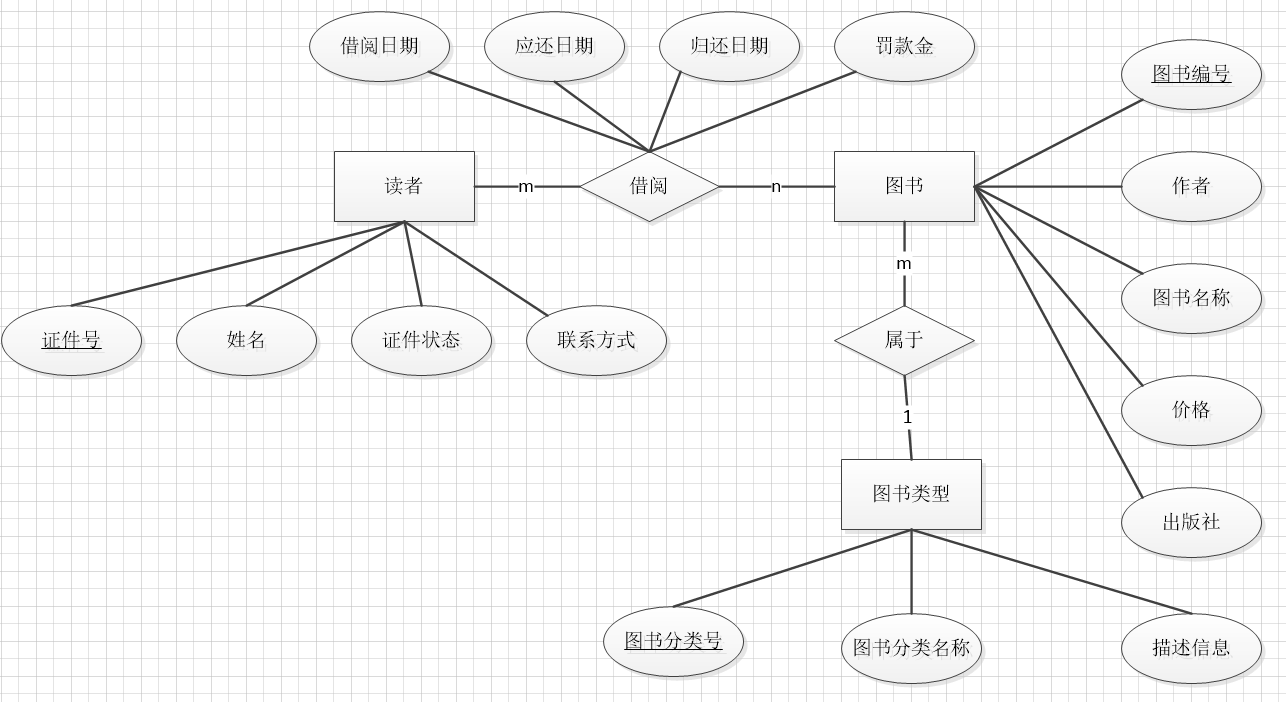 借阅日期
应还日期
归还日期
罚款金
图书编号
读者
m
借阅
n
图书
作者
m
图书名称
证件号
姓名
证件状态
联系方式
属于
价格
1
图书类型
出版社
图书分类号
图书分类名称
描述信息